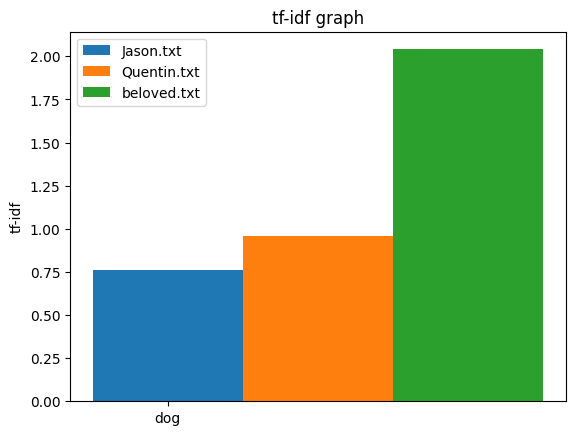 tf-idf graph
Jason.txt
Quentin.txt
beloved.txt
2.00
1.75
1.50
1.25
1.00
0.75
0.50
0.25
0.00
tf-idf
dog